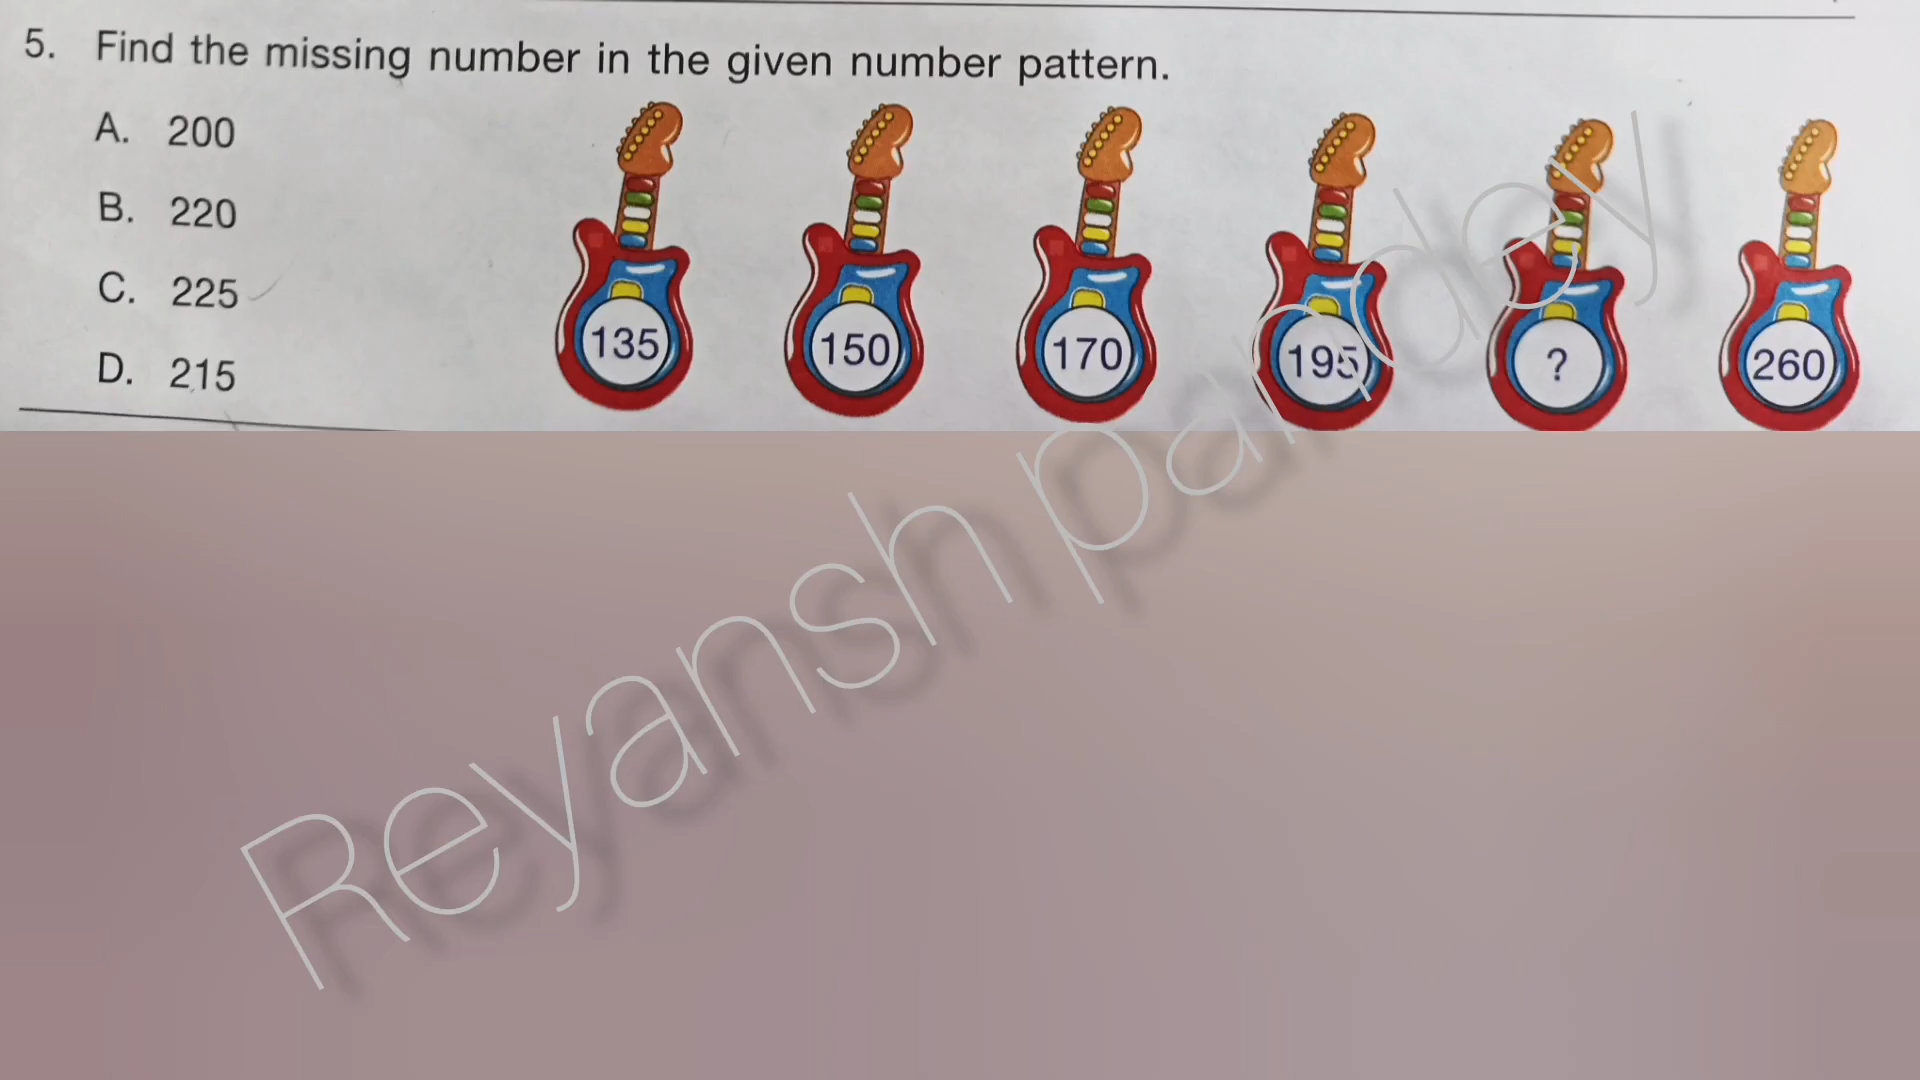 5. Find the missing number in the given number pattern.
A. 200
B. 220
C. 225
D. 215
135 150 170 195 ? 260
Reyansh pandey